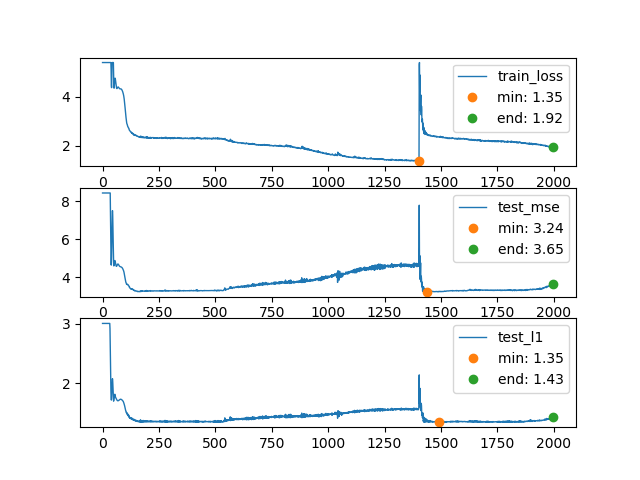 4
2
train_loss
min: 1.35
end: 1.92
0 250 500 750 1000 1250 1500 1750 2000
8
6
4
test_mse
min: 3.24
end: 3.65
0 250 500 750 1000 1250 1500 1750 2000
3
2
test_l1
min: 1.35
end: 1.43
0 250 500 750 1000 1250 1500 1750 2000